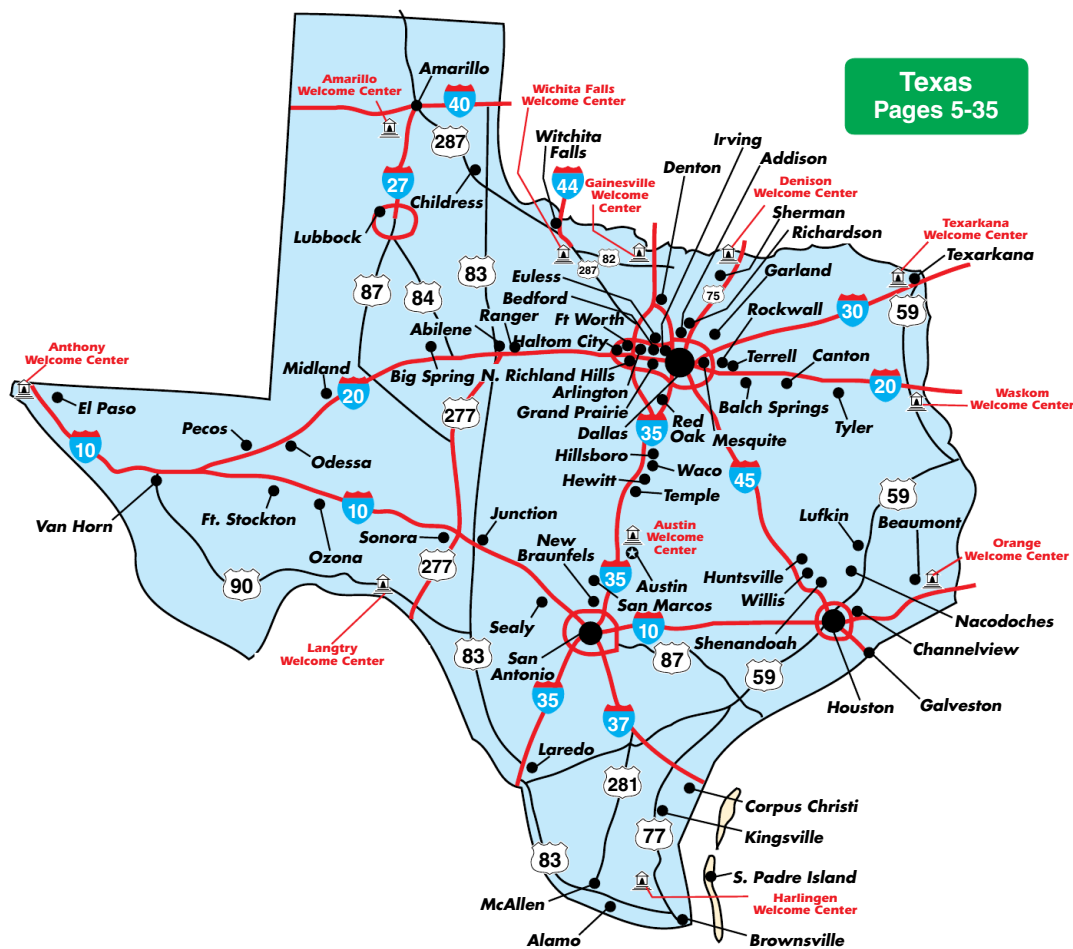 Texas
Pages 5-35
Amarillo
Amarillo
Welcome Center
40
Wichita Falls
Welcome Center
287
Witchita
Falls
Irving
Addison
Denton
27
Childress
44
Gainesville
Welcome
Center
Denison
Welcome Center
Sherman
Richardson
Texarkana
Welcome Center
Texarkana
Lubbock
83
82
287
Euless
75
Garland
87
84
Bedford
Rockwall
30
59
Ranger
Abilene
Ft Worth
Haltom City
Anthony
Welcome Center
Midland
20
Big Spring
N. Richland Hills
Terrell
Canton
20
Waskom
Welcome Center
El Paso
277
Arlington
Grand Prairie
Balch Springs
Tyler
10
Pecos
Odessa
Dallas
35
Red
Oak
Mesquite
Hillsboro
Waco
45
Hewitt
Temple
59
Van Horn
Ft. Stockton
10
Junction
Lufkin
Beaumont
Ozona
Sonora
New
Braunfels
Austin
Welcome
Center
Orange
Welcome Center
90
277
35
Austin
San Marcos
Huntsville
Willis
Sealy
10
Nacodoches
Langtry
Welcome Center
83
San
Antonio
87
Shenandoah
59
Channelview
35
37
Houston
Galveston
Laredo
281
Corpus Christi
77
Kingsville
83
S. Padre Island
McAllen
Harlingen
Welcome Center
Alamo
Brownsville